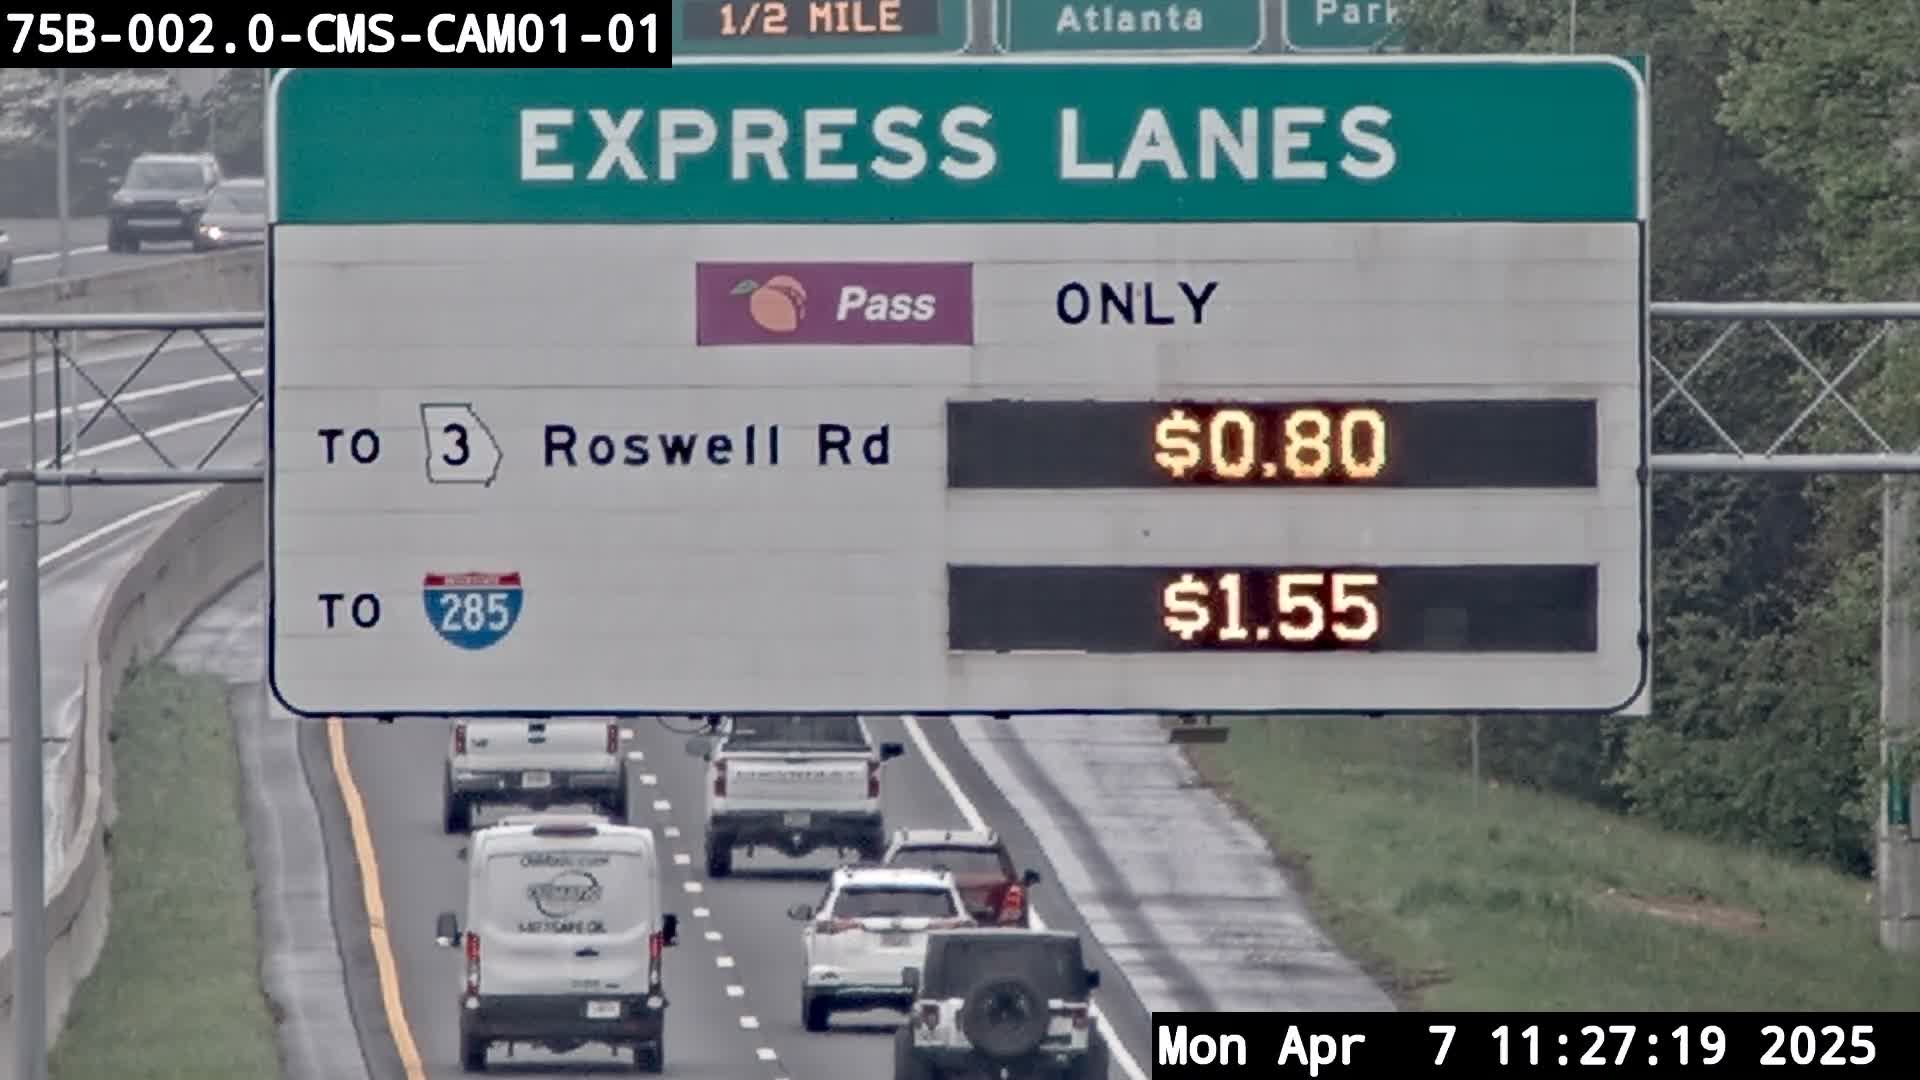 75B-002.0-CMS-CAM01-01
1/2 MILE
Atlanta
Park
EXPRESS LANES
Pass ONLY
TO 3 Roswell Rd $0.80
TO 285 $1.55
Mon Apr 7 11:27:19 2025